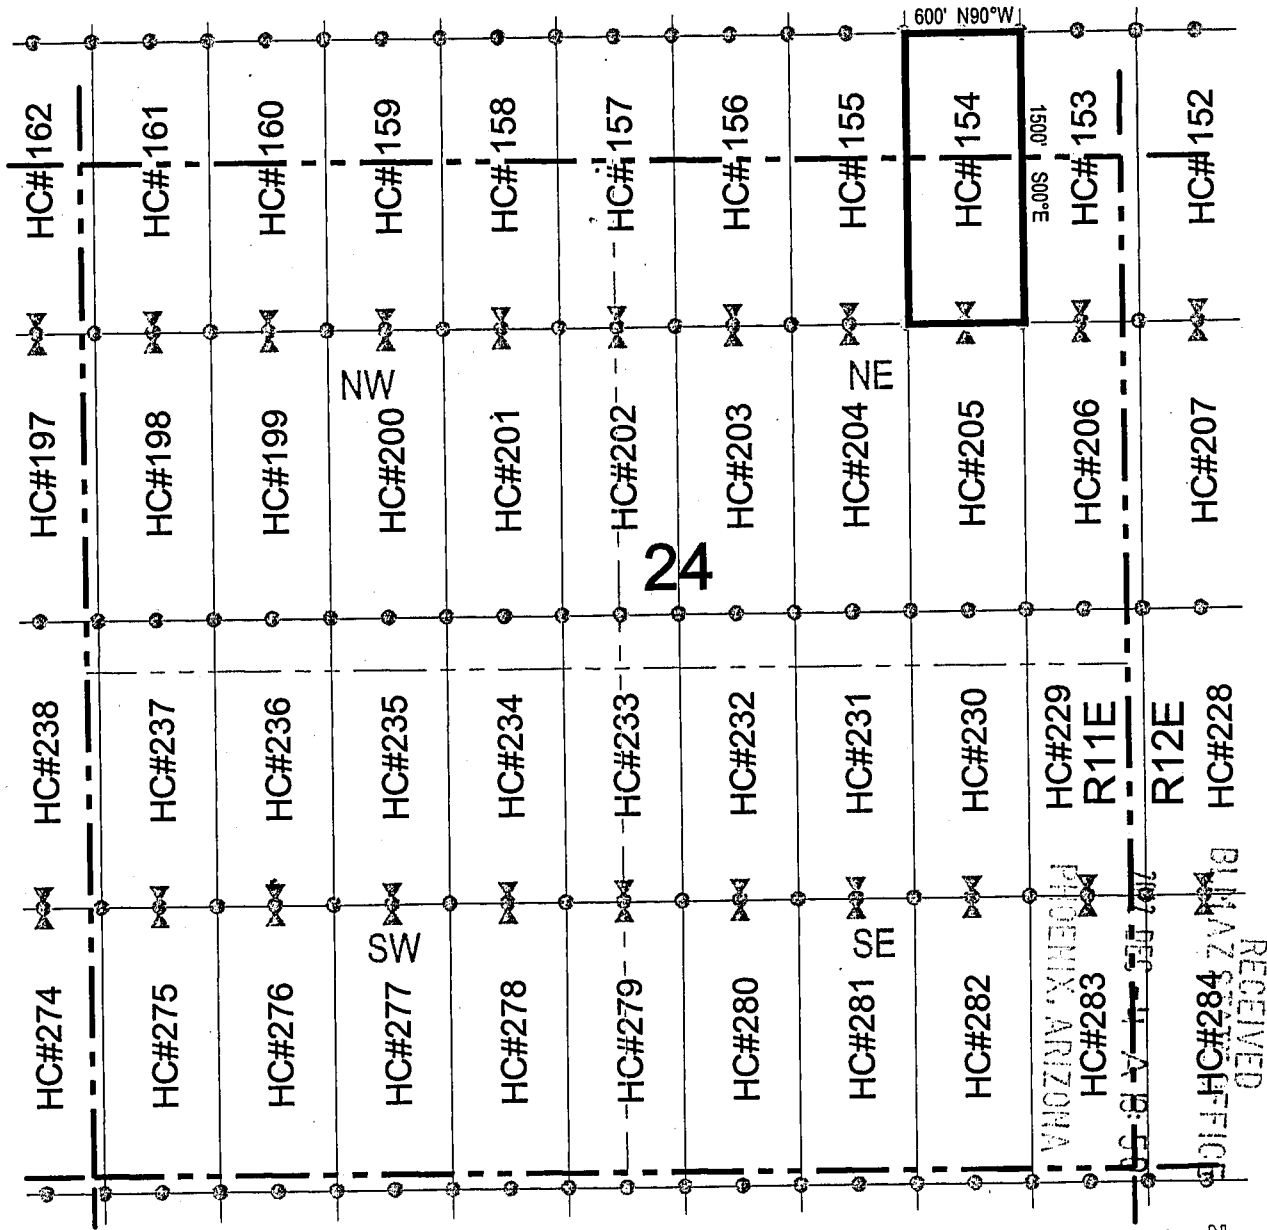 600' N90°W
HC# 162
HC# 161
HC# 160
HC# 159
HC# 158
HC# 157
HC# 156
HC# 155
HC# 154
1500' S00°E
HC# 153
HC# 152
NW
NE
HC#197
HC#198
HC#199
HC#200
HC#201
HC#202
HC#203
HC#204
HC#205
HC#206
HC#207
24
HC#238
HC#237
HC#236
HC#235
HC#234
HC#233
HC#232
HC#231
HC#230
HC#229
R11E
R12E
HC#228
SW
SE
HC#274
HC#275
HC#276
HC#277
HC#278
HC#279
HC#280
HC#281
HC#282
HC#283
HC#284
RECEIVED
BLM AZ STATE OFFICE
DEC
PHOENIX, ARIZONA